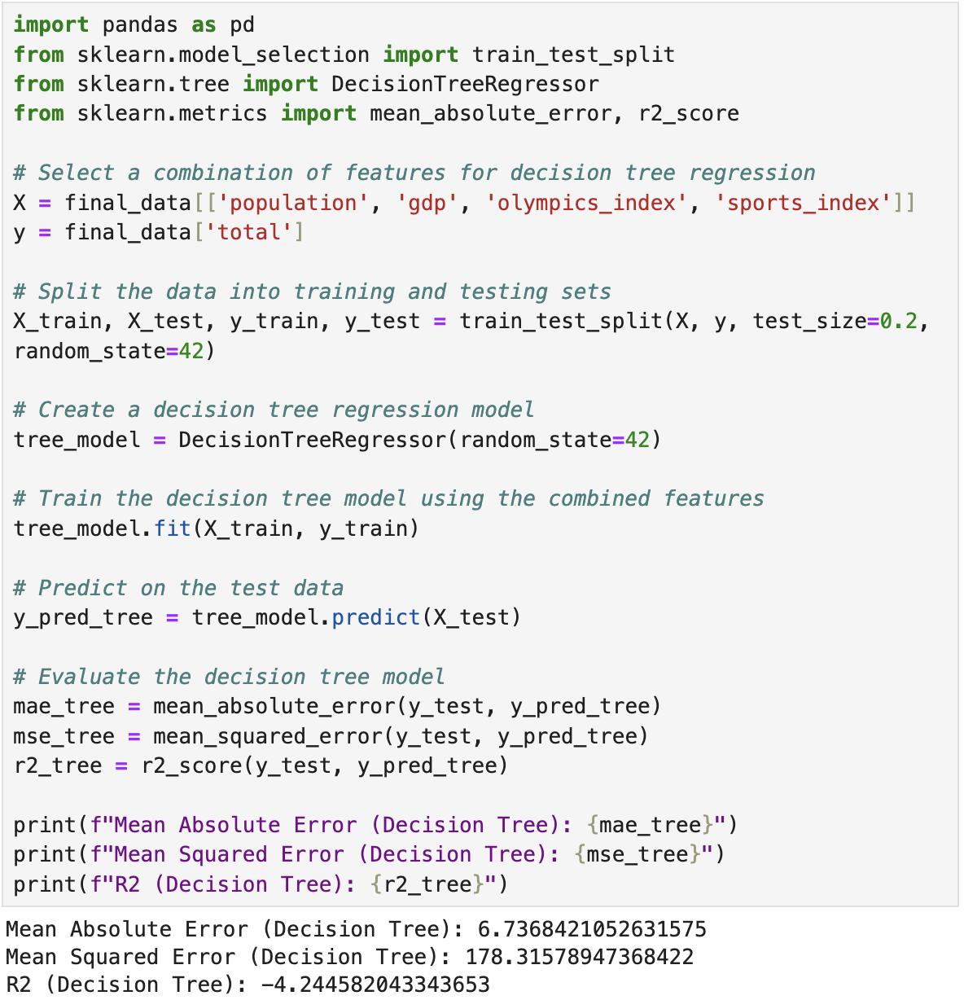 import pandas as pd
from sklearn.model_selection import train_test_split
from sklearn.tree import DecisionTreeRegressor
from sklearn.metrics import mean_absolute_error, r2_score

# Select a combination of features for decision tree regression
X = final_data[['population', 'gdp', 'olympics_index', 'sports_index']]
y = final_data['total']

# Split the data into training and testing sets
X_train, X_test, y_train, y_test = train_test_split(X, y, test_size=0.2,
random_state=42)

# Create a decision tree regression model
tree_model = DecisionTreeRegressor(random_state=42)

# Train the decision tree model using the combined features
tree_model.fit(X_train, y_train)

# Predict on the test data
y_pred_tree = tree_model.predict(X_test)

# Evaluate the decision tree model
mae_tree = mean_absolute_error(y_test, y_pred_tree)
mse_tree = mean_squared_error(y_test, y_pred_tree)
r2_tree = r2_score(y_test, y_pred_tree)

print(f"Mean Absolute Error (Decision Tree): {mae_tree}")
print(f"Mean Squared Error (Decision Tree): {mse_tree}")
print(f"R2 (Decision Tree): {r2_tree}")
Mean Absolute Error (Decision Tree): 6.7368421052631575
Mean Squared Error (Decision Tree): 178.31578947368422
R2 (Decision Tree): −4.244582043343653